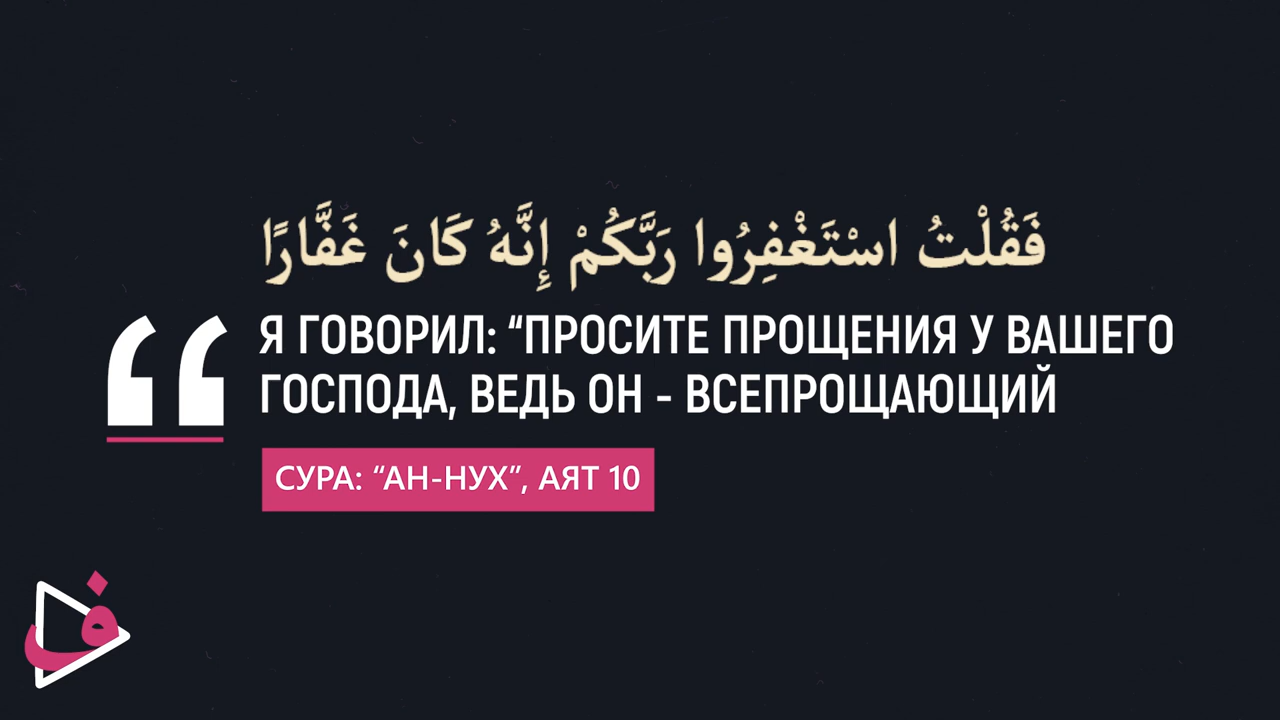 فَقُلْتُ اسْتَغْفِرُوا رَبَّكُمْ إِنَّهُ كَانَ غَفَّارًا
Я ГОВОРИЛ: “ПРОСИТЕ ПРОЩЕНИЯ У ВАШЕГО
ГОСПОДА, ВЕДЬ ОН - ВСЕПРОЩАЮЩИЙ
СУРА: “АН-НУХ”, АЯТ 10
ف